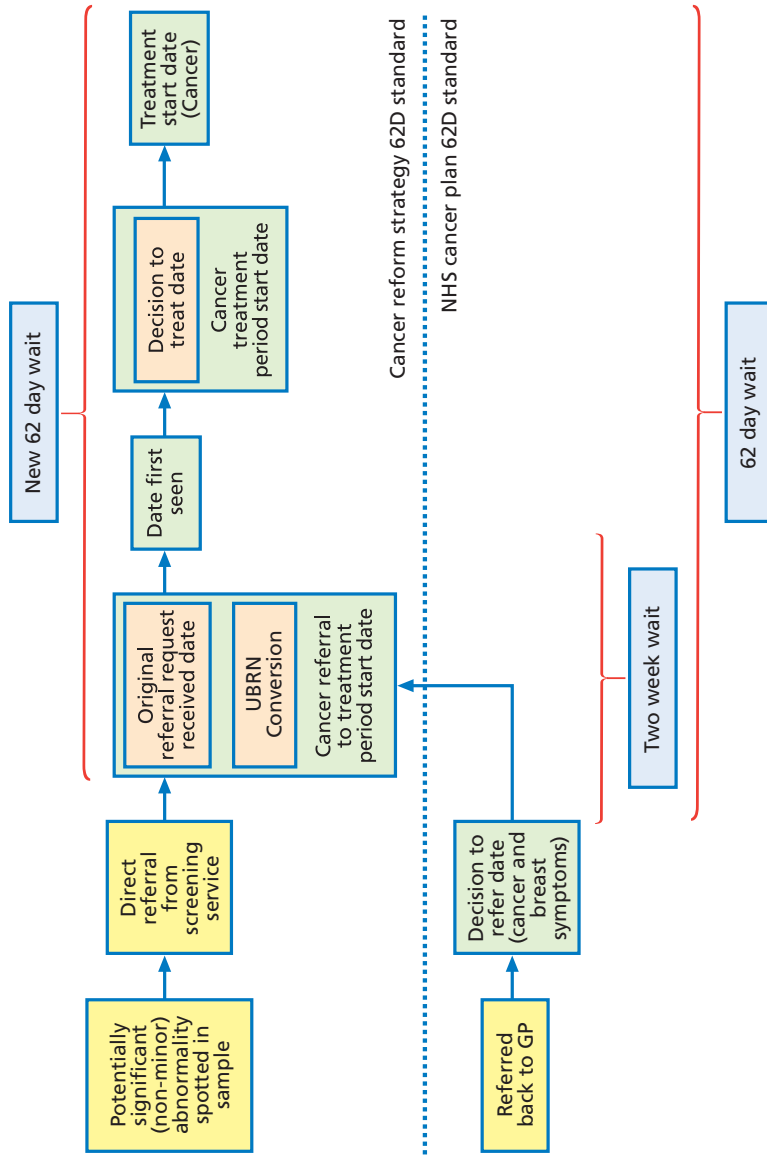 New 62 day wait
Potentially
significant
(non-minor)
abnormality
spotted in
sample
Direct
referral
from
screening
service
Original
referral request
received date
UBRN
Conversion
Cancer referral
to treatment
period start date
Date first
seen
Decision to
treat date
Cancer
treatment
period start date
Treatment
start date
(Cancer)
Cancer reform strategy 62D standard
NHS cancer plan 62D standard
Referred
back to GP
Decision to
refer date
(cancer and
breast
symptoms)
Two week wait
62 day wait